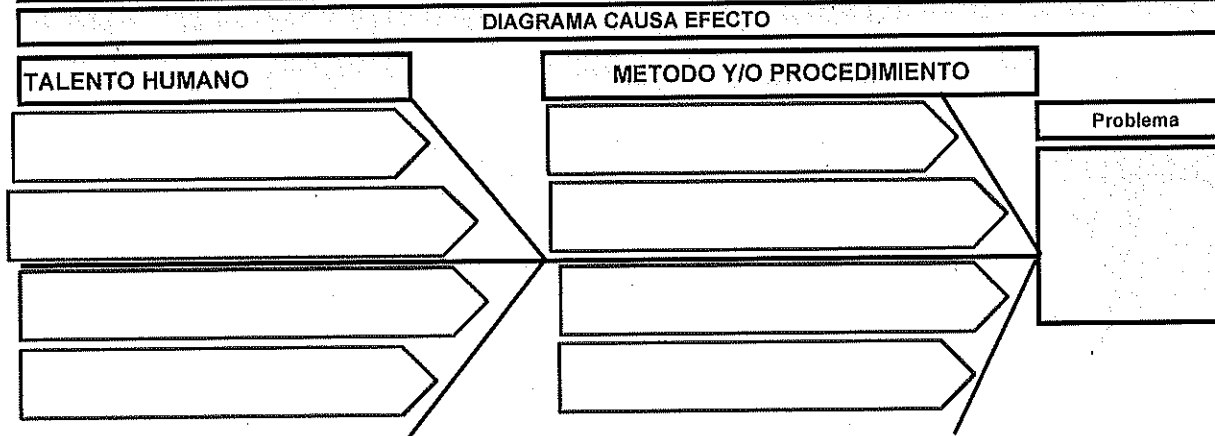 DIAGRAMA CAUSA EFECTO
TALENTO HUMANO
METODO Y/O PROCEDIMIENTO
Problema